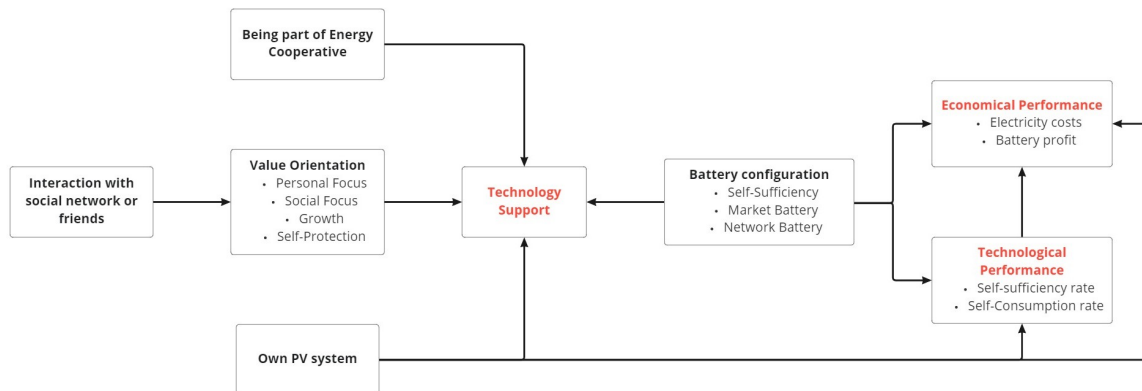 Being part of Energy
Cooperative
Interaction with
social network or
friends
Value Orientation
• Personal Focus
• Social Focus
• Growth
• Self-Protection
Own PV system
Technology
Support
Battery configuration
• Self-Sufficiency
• Market Battery
• Network Battery
Economical Performance
• Electricity costs
• Battery profit
Technological
Performance
• Self-sufficiency rate
• Self-Consumption rate